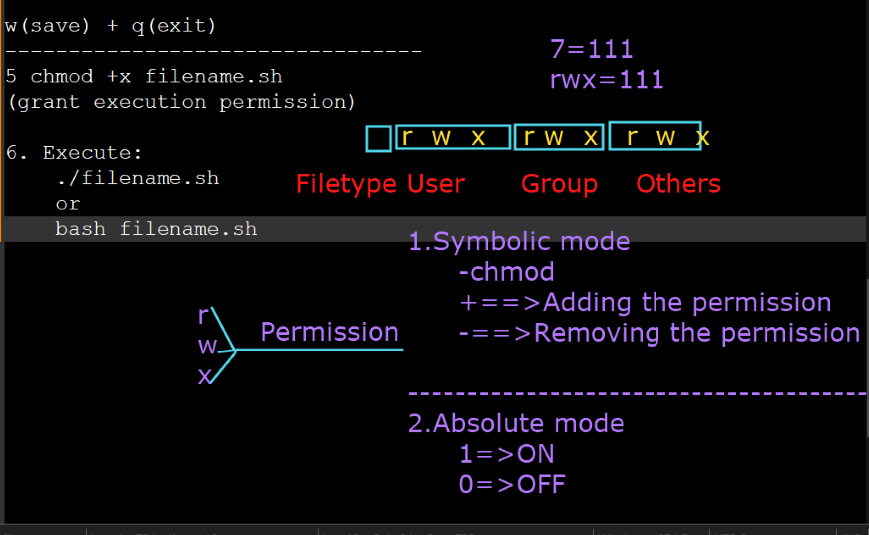 w(save) + q(exit)
---------------------------------
5 chmod +x filename.sh
(grant execution permission)
6. Execute:
./filename.sh
or
bash filename.sh
7=111
rwx=111
r w x r w x r w x
Filetype User Group Others
1.Symbolic mode
-chmod
+==>Adding the permission
-==>Removing the permission
r
w
x
Permission
---------------------------------------
2.Absolute mode
1=>ON
0=>OFF